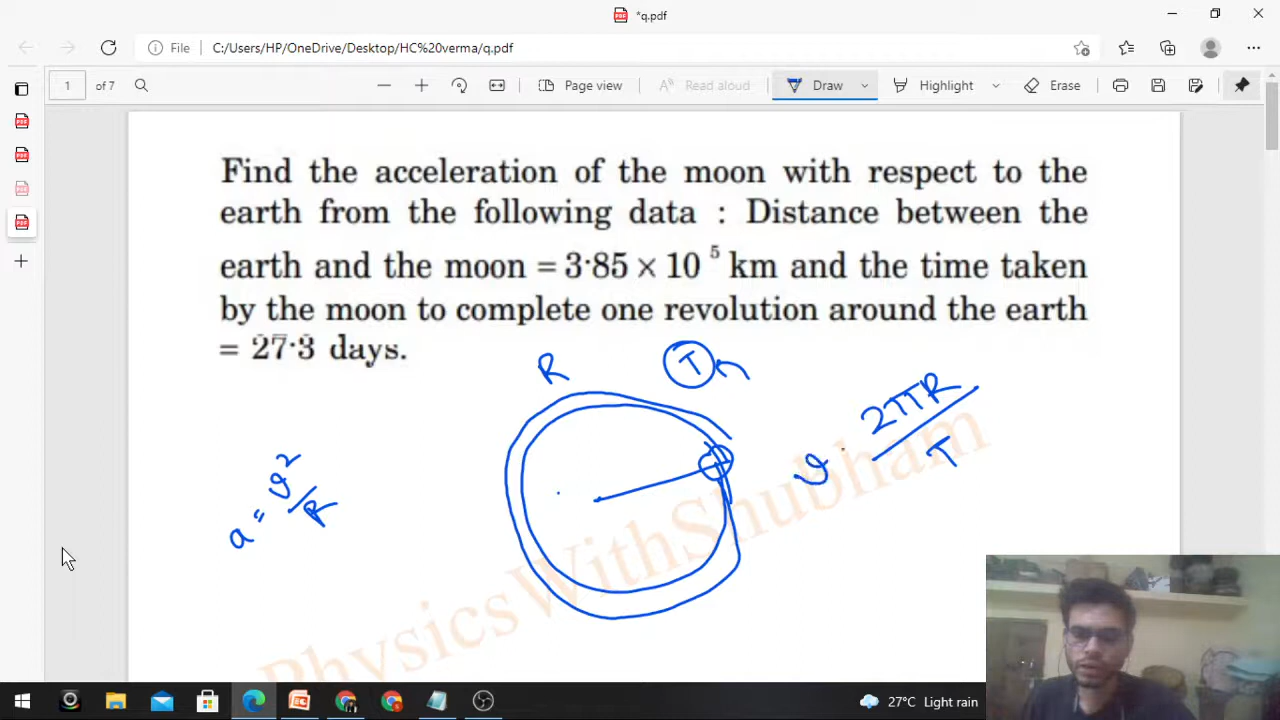 *q.pdf
File C:/Users/HP/OneDrive/Desktop/HC%20verma/q.pdf
1 of 7 Page view Read aloud Draw Highlight Erase
Find the acceleration of the moon with respect to the
earth from the following data : Distance between the
earth and the moon = 3·85 × 10 ⁵ km and the time taken
by the moon to complete one revolution around the earth
= 27·3 days.
R T
2πR
v T
a = v²/R
PhysicsWithShubham
27°C Light rain